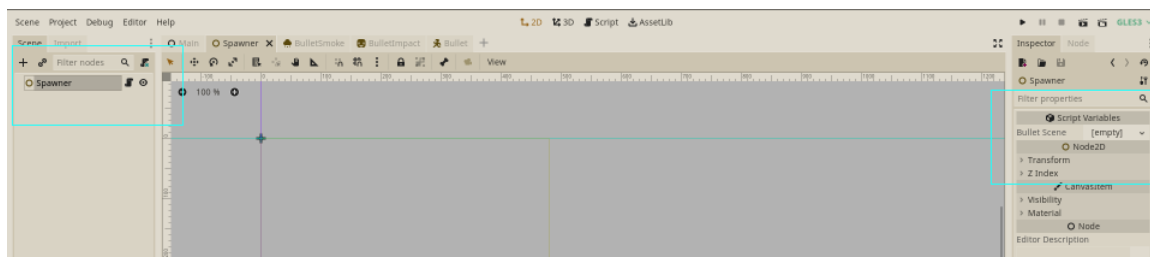 Scene Project Debug Editor Help 2D 3D Script AssetLib GLES3
Scene Import Main Spawner BulletSmoke BulletImpact Bullet Inspector Node
Filter nodes View
Spawner 100 % Spawner
Filter properties
Script Variables
Bullet Scene [empty]
Node2D
Transform
Z Index
CanvasItem
Visibility
Material
Node
Editor Description